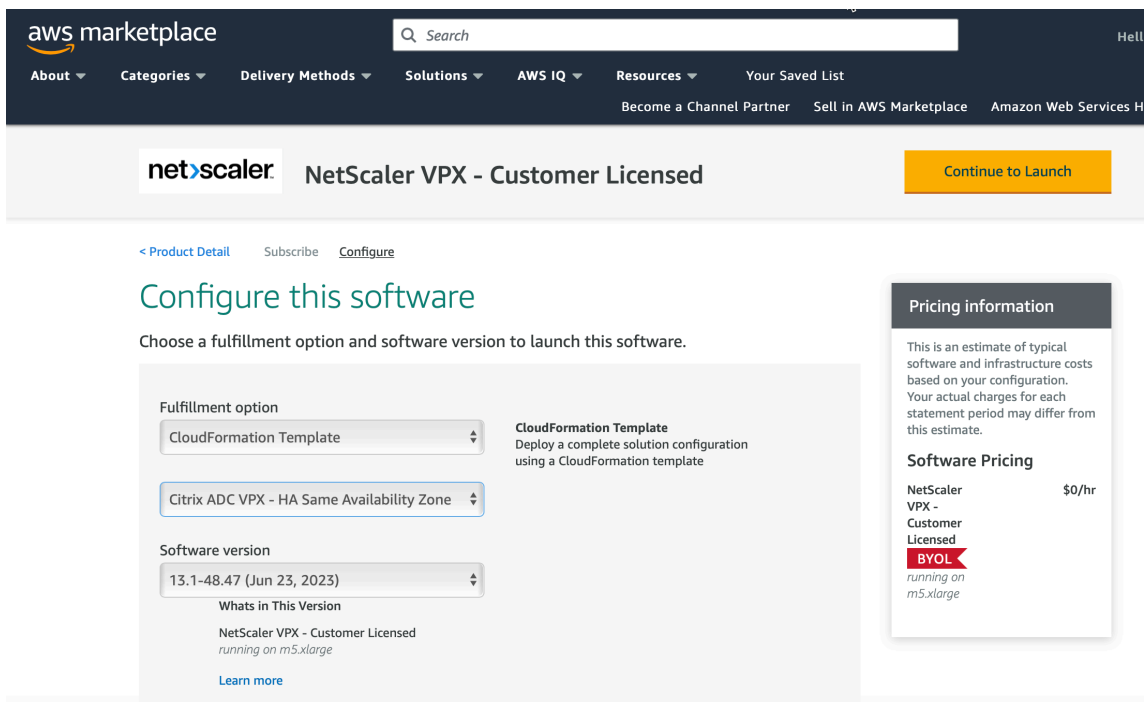 aws marketplace
Search
Hell
About
Categories
Delivery Methods
Solutions
AWS IQ
Resources
Your Saved List
Become a Channel Partner
Sell in AWS Marketplace
Amazon Web Services H
net>scaler.
NetScaler VPX - Customer Licensed
Continue to Launch
< Product Detail
Subscribe
Configure
Configure this software
Choose a fulfillment option and software version to launch this software.
Fulfillment option
CloudFormation Template
CloudFormation Template
Deploy a complete solution configuration
using a CloudFormation template
Citrix ADC VPX - HA Same Availability Zone
Software version
13.1-48.47 (Jun 23, 2023)
Whats in This Version
NetScaler VPX - Customer Licensed
running on m5.xlarge
Learn more
Pricing information
This is an estimate of typical
software and infrastructure costs
based on your configuration.
Your actual charges for each
statement period may differ from
this estimate.
Software Pricing
NetScaler
VPX -
Customer
Licensed
$0/hr
BYOL
running on
m5.xlarge